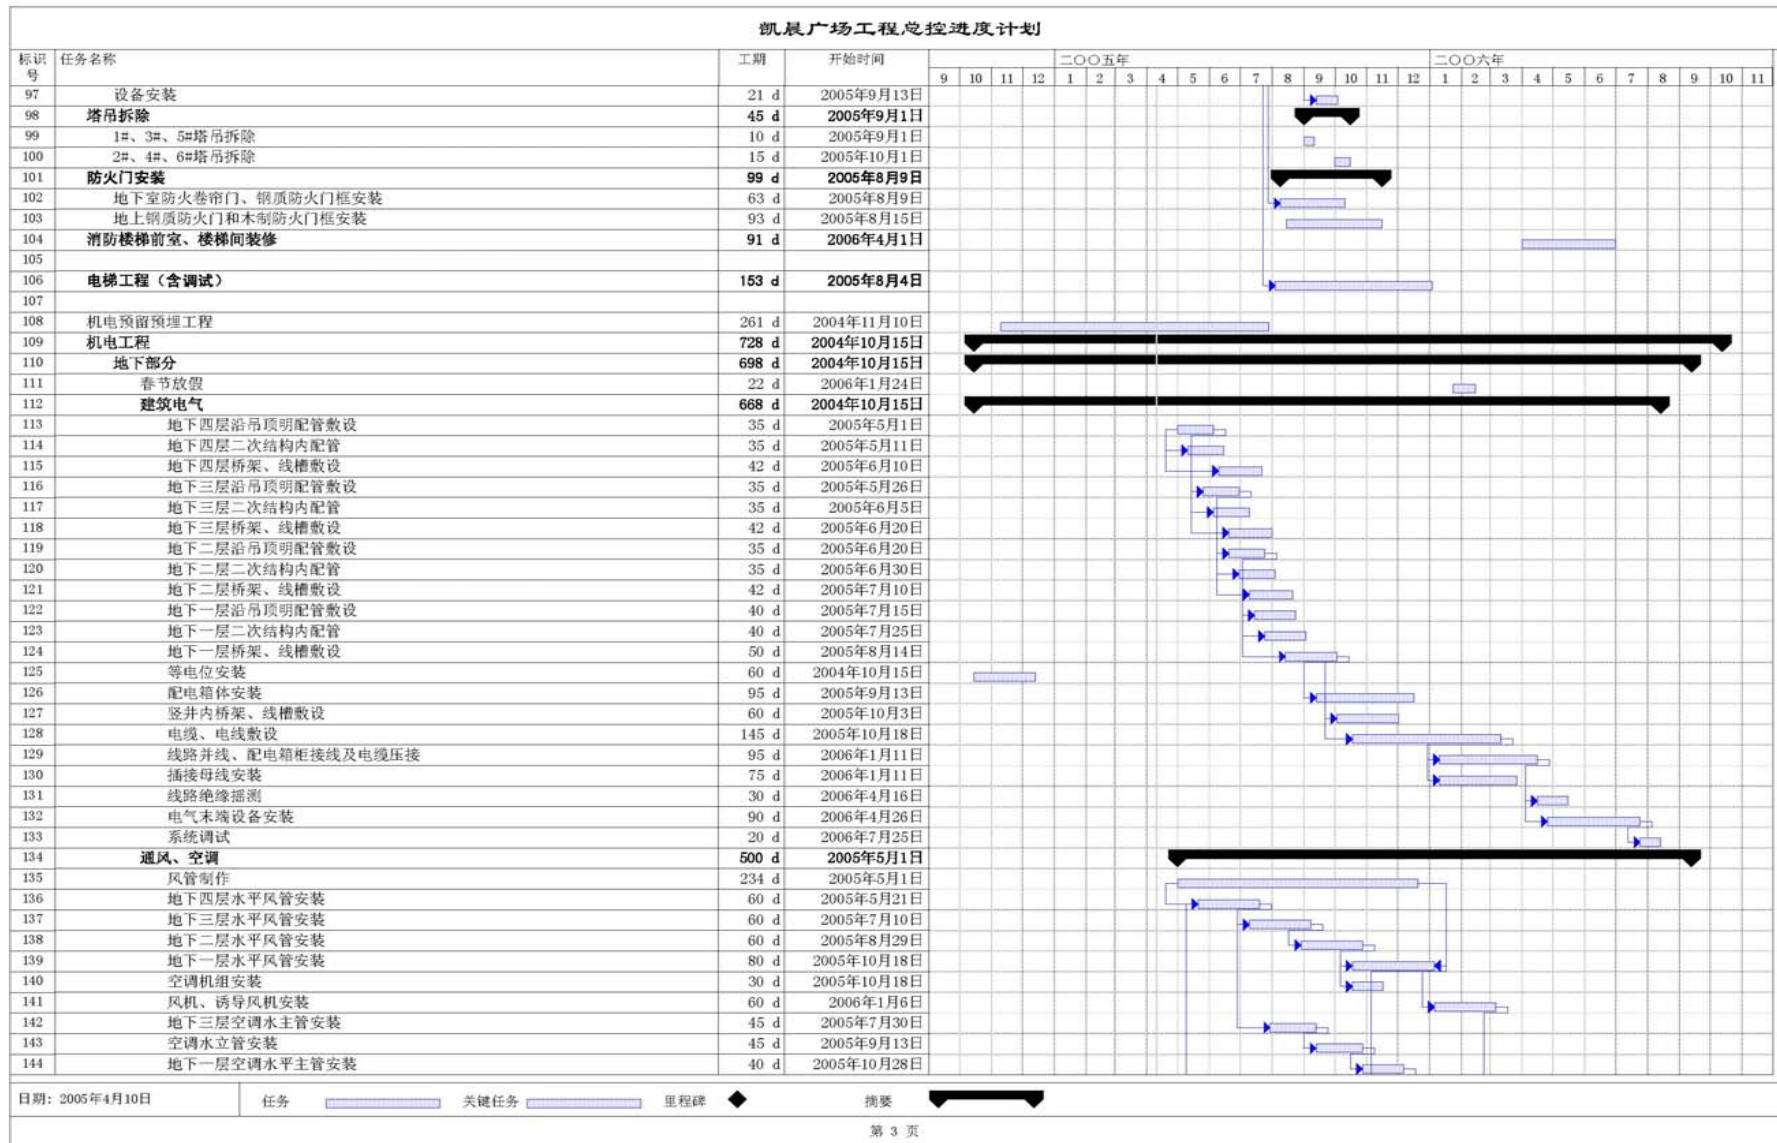 凯晨广场工程总控进度计划
标识号 任务名称 工期 开始时间 二〇〇五年 二〇〇六年
9 10 11 12 1 2 3 4 5 6 7 8 9 10 11 12 1 2 3 4 5 6 7 8 9 10 11
97 设备安装 21 d 2005年9月13日
98 塔吊拆除 45 d 2005年9月1日
99 1#、3#、5#塔吊拆除 10 d 2005年9月1日
100 2#、4#、6#塔吊拆除 15 d 2005年10月1日
101 防火门安装 99 d 2005年8月9日
102 地下室防火卷帘门、钢质防火门框安装 63 d 2005年8月9日
103 地上钢质防火门和木制防火门框安装 93 d 2005年8月15日
104 消防楼梯前室、楼梯间装修 91 d 2006年4月1日
105
106 电梯工程（含调试） 153 d 2005年8月4日
107
108 机电预留预埋工程 261 d 2004年11月10日
109 机电工程 728 d 2004年10月15日
110 地下部分 698 d 2004年10月15日
111 春节放假 22 d 2006年1月24日
112 建筑电气 668 d 2004年10月15日
113 地下四层沿吊顶明配管敷设 35 d 2005年5月1日
114 地下四层二次结构内配管 35 d 2005年5月11日
115 地下四层桥架、线槽敷设 42 d 2005年6月10日
116 地下三层沿吊顶明配管敷设 35 d 2005年5月26日
117 地下三层二次结构内配管 35 d 2005年6月5日
118 地下三层桥架、线槽敷设 42 d 2005年6月20日
119 地下二层沿吊顶明配管敷设 35 d 2005年6月20日
120 地下二层二次结构内配管 35 d 2005年6月30日
121 地下二层桥架、线槽敷设 42 d 2005年7月10日
122 地下一层沿吊顶明配管敷设 40 d 2005年7月15日
123 地下一层二次结构内配管 40 d 2005年7月25日
124 地下一层桥架、线槽敷设 50 d 2005年8月14日
125 等电位安装 60 d 2004年10月15日
126 配电箱体安装 95 d 2005年9月13日
127 竖井内桥架、线槽敷设 60 d 2005年10月3日
128 电缆、电线敷设 145 d 2005年10月18日
129 线路并线、配电箱柜接线及电缆压接 95 d 2006年1月11日
130 插接母线安装 75 d 2006年1月11日
131 线路绝缘摇测 30 d 2006年4月16日
132 电气末端设备安装 90 d 2006年4月26日
133 系统调试 20 d 2006年7月25日
134 通风、空调 500 d 2005年5月1日
135 风管制作 234 d 2005年5月1日
136 地下四层水平风管安装 60 d 2005年5月21日
137 地下三层水平风管安装 60 d 2005年7月10日
138 地下二层水平风管安装 60 d 2005年8月29日
139 地下一层水平风管安装 80 d 2005年10月18日
140 空调机组安装 30 d 2005年10月18日
141 风机、诱导风机安装 60 d 2006年1月6日
142 地下三层空调水主管安装 45 d 2005年7月30日
143 空调水立管安装 45 d 2005年9月13日
144 地下一层空调水平主管安装 40 d 2005年10月28日
日期: 2005年4月10日 任务 关键任务 里程碑 摘要
第 3 页